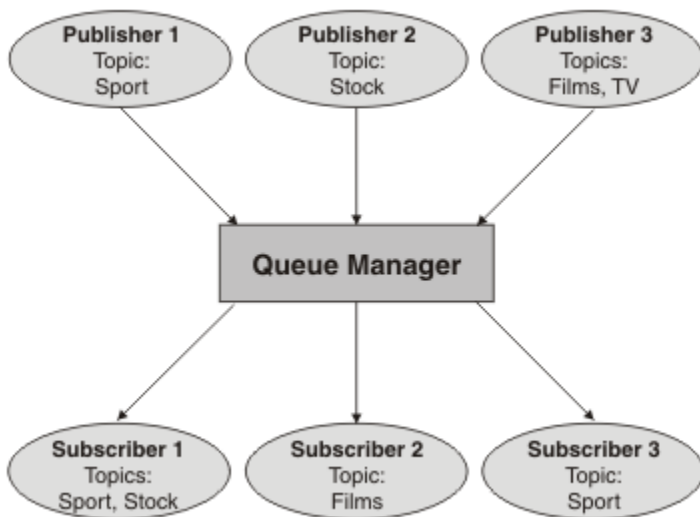 Publisher 1
Topic:
Sport
Publisher 2
Topic:
Stock
Publisher 3
Topics:
Films, TV
Queue Manager
Subscriber 1
Topics:
Sport, Stock
Subscriber 2
Topic:
Films
Subscriber 3
Topic:
Sport